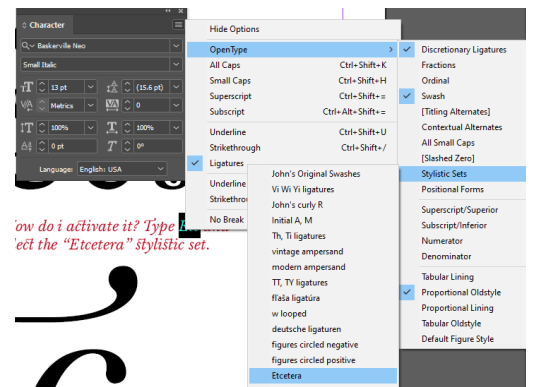 Character
Baskerville Neo
Small Italic
13 pt
(15.6 pt)
Metrics
0
100%
100%
0 pt
0°
Language: English: USA
Hide Options
OpenType
All Caps Ctrl+Shift+K
Small Caps Ctrl+Shift+H
Superscript Ctrl+Shift+=
Subscript Ctrl+Alt+Shift+=
Underline Ctrl+Shift+U
Strikethrough Ctrl+Shift+/
Ligatures
Underline
No Break
Discretionary Ligatures
Fractions
Ordinal
Swash
[Titling Alternates]
Contextual Alternates
All Small Caps
[Slashed Zero]
Stylistic Sets
Positional Forms
Superscript/Superior
Subscript/Inferior
Numerator
Denominator
Tabular Lining
Proportional Oldstyle
Proportional Lining
Tabular Oldstyle
Default Figure Style
John's Original Swashes
Vi Wi Yi ligatures
John's curly R
Initial A, M
Th, Ti ligatures
vintage ampersand
modern ampersand
TT, TY ligatures
fľaša ligatúra
w looped
deutsche ligaturen
figures circled negative
figures circled positive
Etcetera
ow do i activate it? Type
the “Etcetera” stylistic set.